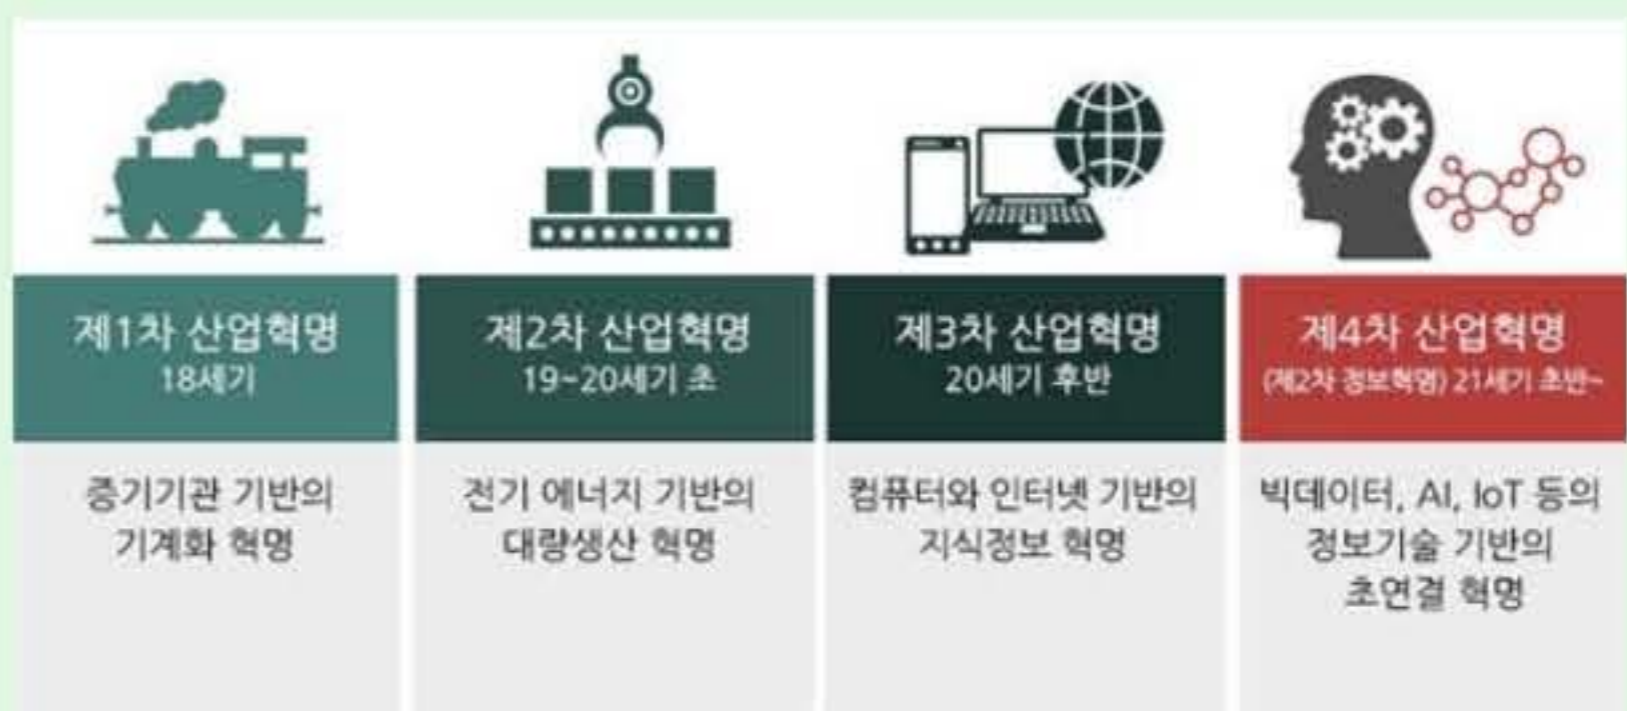 제1차 산업혁명
18세기
증기기관 기반의
기계화 혁명
제2차 산업혁명
19~20세기 초
전기 에너지 기반의
대량생산 혁명
제3차 산업혁명
20세기 후반
컴퓨터와 인터넷 기반의
지식정보 혁명
제4차 산업혁명
(제2차 정보혁명) 21세기 초반~
빅데이터, AI, IoT 등의
정보기술 기반의
초연결 혁명